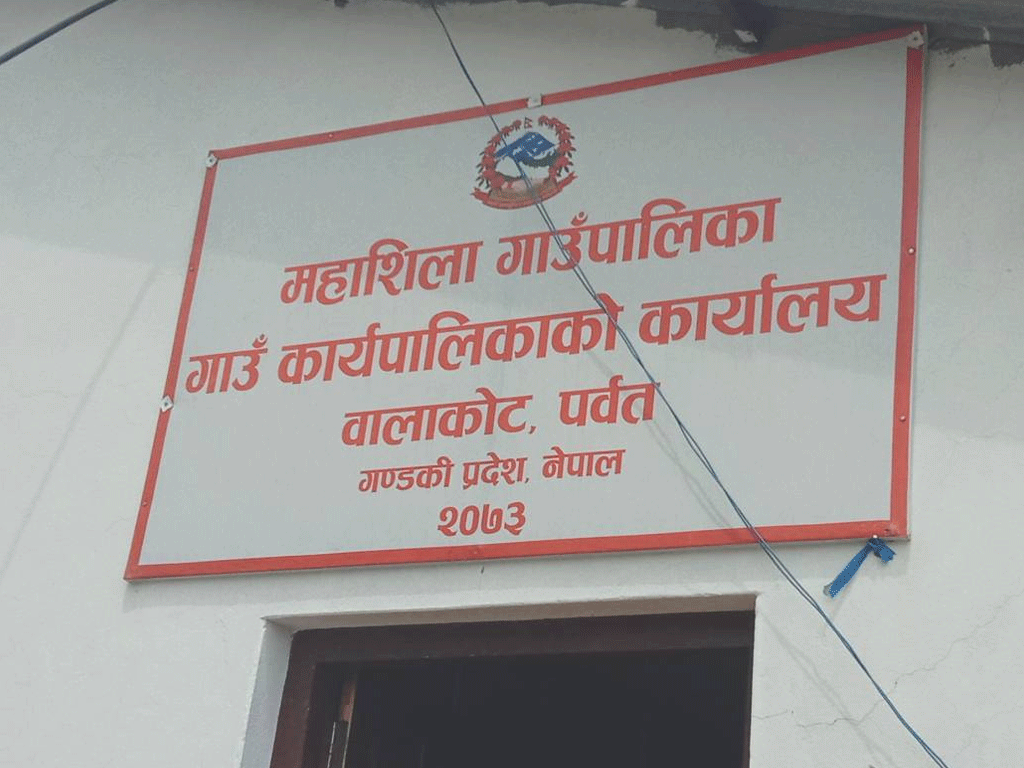 महाशिला गाउँपालिका
गाउँ कार्यपालिकाको कार्यालय
वालाकोट, पर्वत
गण्डकी प्रदेश, नेपाल
२०७३